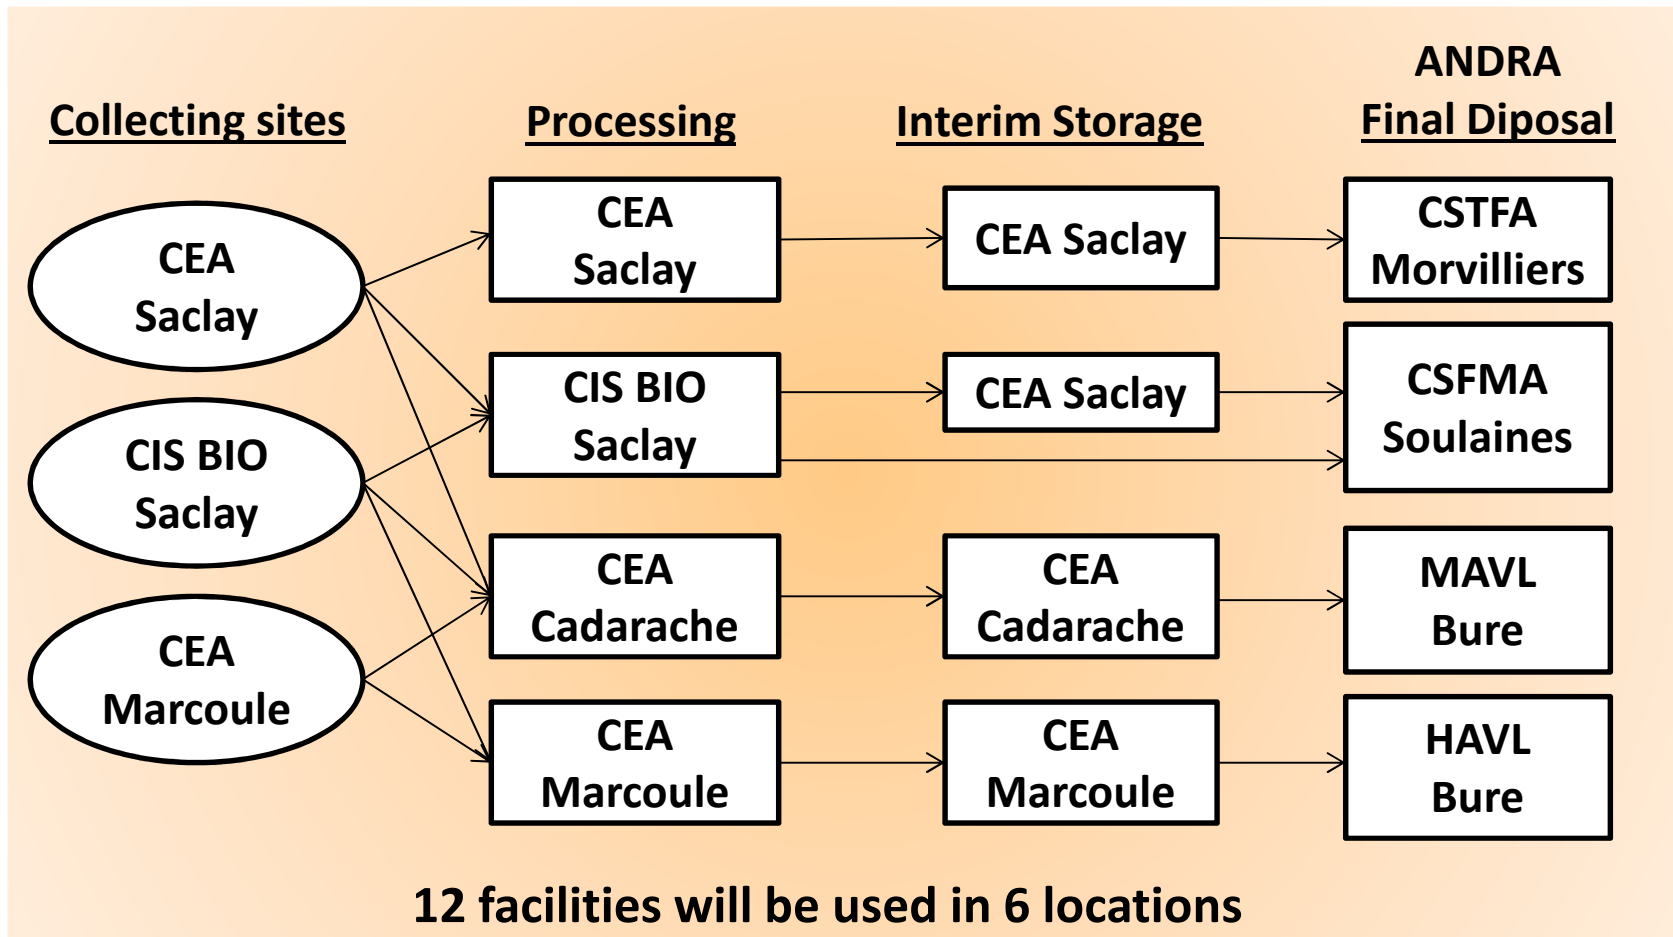 Collecting sites
Processing
Interim Storage
ANDRA
Final Diposal
CEA
Saclay
CIS BIO
Saclay
CEA
Marcoule
CEA
Saclay
CIS BIO
Saclay
CEA
Cadarache
CEA
Marcoule
CEA Saclay
CEA Saclay
CEA
Cadarache
CEA
Marcoule
CSTFA
Morvilliers
CSFMA
Soulaines
MAVL
Bure
HAVL
Bure
12 facilities will be used in 6 locations